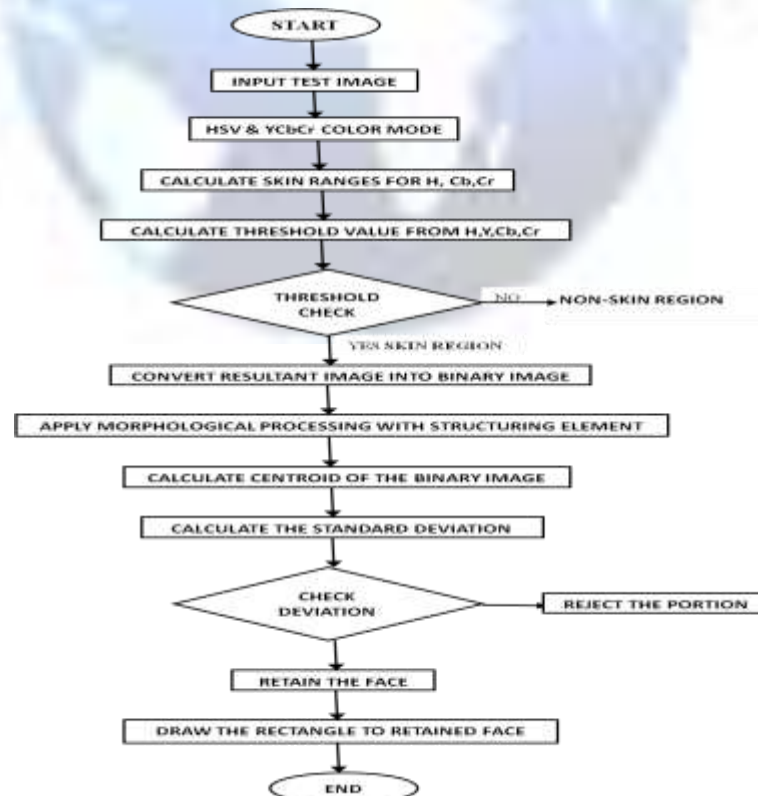 START
INPUT TEST IMAGE
HSV & YCbCr COLOR MODE
CALCULATE SKIN RANGES FOR H, Cb,Cr
CALCULATE THRESHOLD VALUE FROM H,Y,Cb,Cr
THRESHOLD
CHECK
NO
NON-SKIN REGION
YES SKIN REGION
CONVERT RESULTANT IMAGE INTO BINARY IMAGE
APPLY MORPHOLOGICAL PROCESSING WITH STRUCTURING ELEMENT
CALCULATE CENTROID OF THE BINARY IMAGE
CALCULATE THE STANDARD DEVIATION
CHECK
DEVIATION
REJECT THE PORTION
RETAIN THE FACE
DRAW THE RECTANGLE TO RETAINED FACE
END